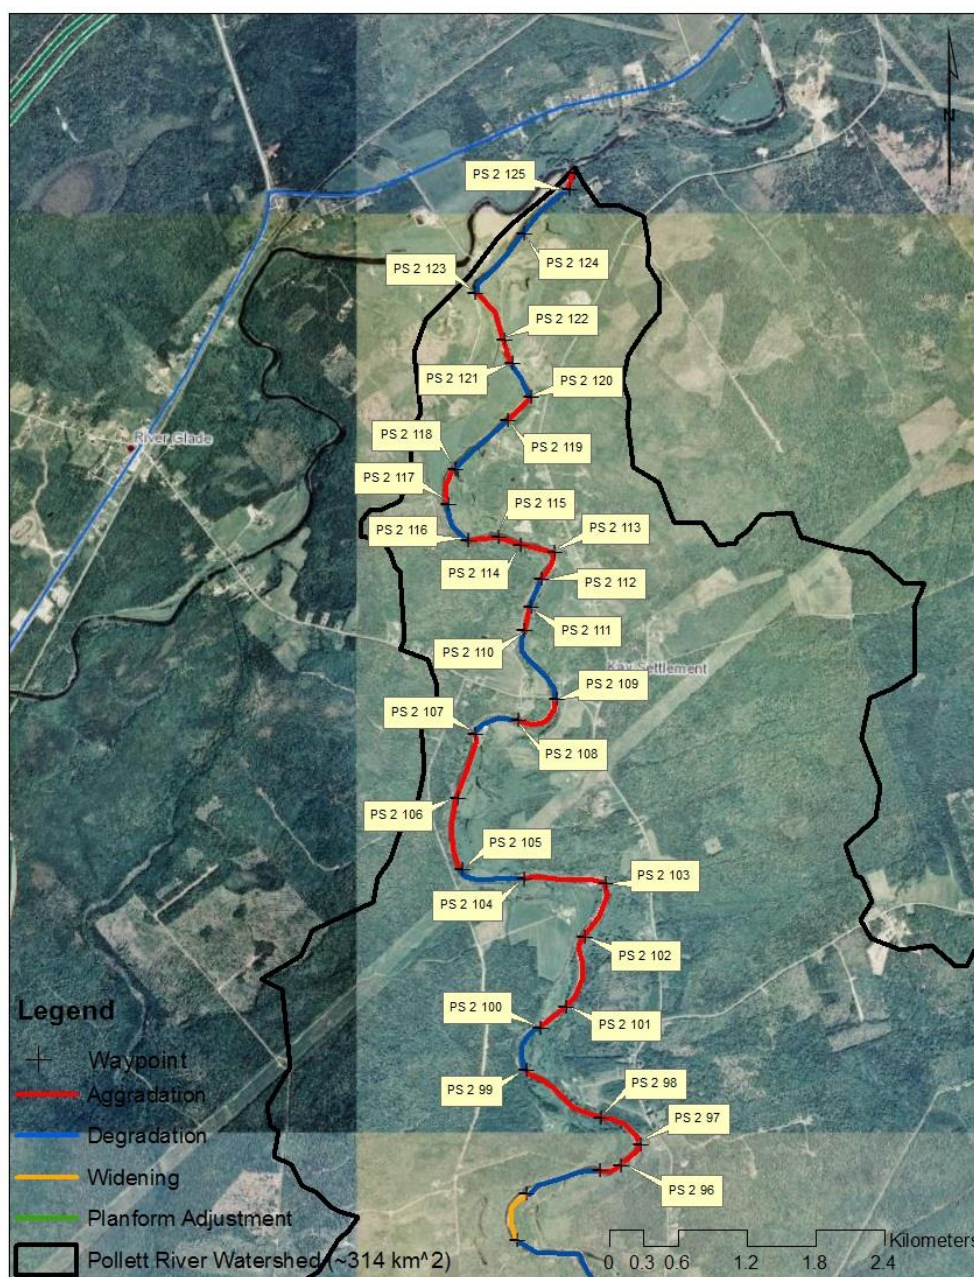 N
PS 2 125
PS 2 124
PS 2 123
PS 2 122
PS 2 121
PS 2 120
River Glade
PS 2 119
PS 2 118
PS 2 117
PS 2 115
PS 2 113
PS 2 116
PS 2 114
PS 2 112
PS 2 111
PS 2 110
Kay Settlement
PS 2 109
PS 2 107
PS 2 108
PS 2 106
PS 2 105
PS 2 103
PS 2 104
PS 2 102
PS 2 100
PS 2 101
PS 2 99
PS 2 98
PS 2 97
PS 2 96
Legend
Waypoint
Aggradation
Degradation
Widening
Planform Adjustment
Pollett River Watershed (~314 km^2)
Kilometers
0 0.3 0.6 1.2 1.8 2.4